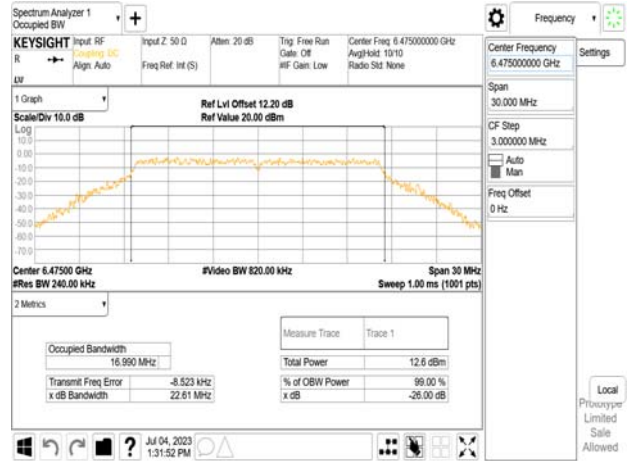 Spectrum Analyzer 1
Occupied BW
KEYSIGHT
R
Input: RF
Coupling: DC
Align: Auto
Input Z: 50 Ω
Freq Ref: Int (S)
Atten: 20 dB
Trig: Free Run
Gate: Off
#IF Gain: Low
Center Freq: 6.475000000 GHz
Avg|Hold: 10/10
Radio Std: None
1 Graph
Scale/Div 10.0 dB
Ref Lvl Offset 12.20 dB
Ref Value 20.00 dBm
Log
10.0
0.00
-10.0
-20.0
-30.0
-40.0
-50.0
-60.0
-70.0
Center 6.47500 GHz
#Res BW 240.00 kHz
#Video BW 820.00 kHz
Span 30 MHz
Sweep 1.00 ms (1001 pts)
2 Metrics
Measure Trace
Trace 1
Occupied Bandwidth
16.990 MHz
Total Power
12.6 dBm
Transmit Freq Error
-8.523 kHz
% of OBW Power
99.00 %
x dB Bandwidth
22.61 MHz
x dB
-26.00 dB
Jul 04, 2023
1:31:52 PM
Frequency
Settings
Center Frequency
6.475000000 GHz
Span
30.000 MHz
CF Step
3.000000 MHz
Auto
Man
Freq Offset
0 Hz
Local
Prototype
Limited
Sale
Allowed